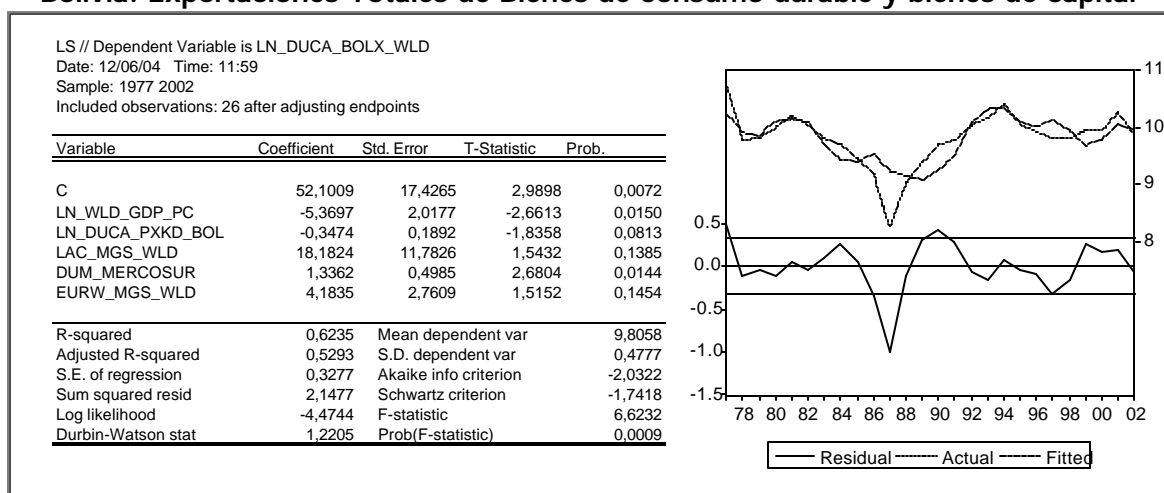 Bolivia: Exportaciones Totales de Bienes de consumo durable y bienes de capital
LS // Dependent Variable is LN_DUCA_BOLX_WLD
Date: 12/06/04 Time: 11:59
Sample: 1977 2002
Included observations: 26 after adjusting endpoints
Variable Coefficient Std. Error T-Statistic Prob.
C 52,1009 17,4265 2,9898 0,0072
LN_WLD_GDP_PC -5,3697 2,0177 -2,6613 0,0150
LN_DUCA_PXKD_BOL -0,3474 0,1892 -1,8358 0,0813
LAC_MGS_WLD 18,1824 11,7826 1,5432 0,1385
DUM_MERCOSUR 1,3362 0,4985 2,6804 0,0144
EURW_MGS_WLD 4,1835 2,7609 1,5152 0,1454
R-squared 0,6235 Mean dependent var 9,8058
Adjusted R-squared 0,5293 S.D. dependent var 0,4777
S.E. of regression 0,3277 Akaike info criterion -2,0322
Sum squared resid 2,1477 Schwartz criterion -1,7418
Log likelihood -4,4744 F-statistic 6,6232
Durbin-Watson stat 1,2205 Prob(F-statistic) 0,0009
11
10
9
8
0.5
0.0
-0.5
-1.0
-1.5
78 80 82 84 86 88 90 92 94 96 98 00 02
Residual Actual Fitted